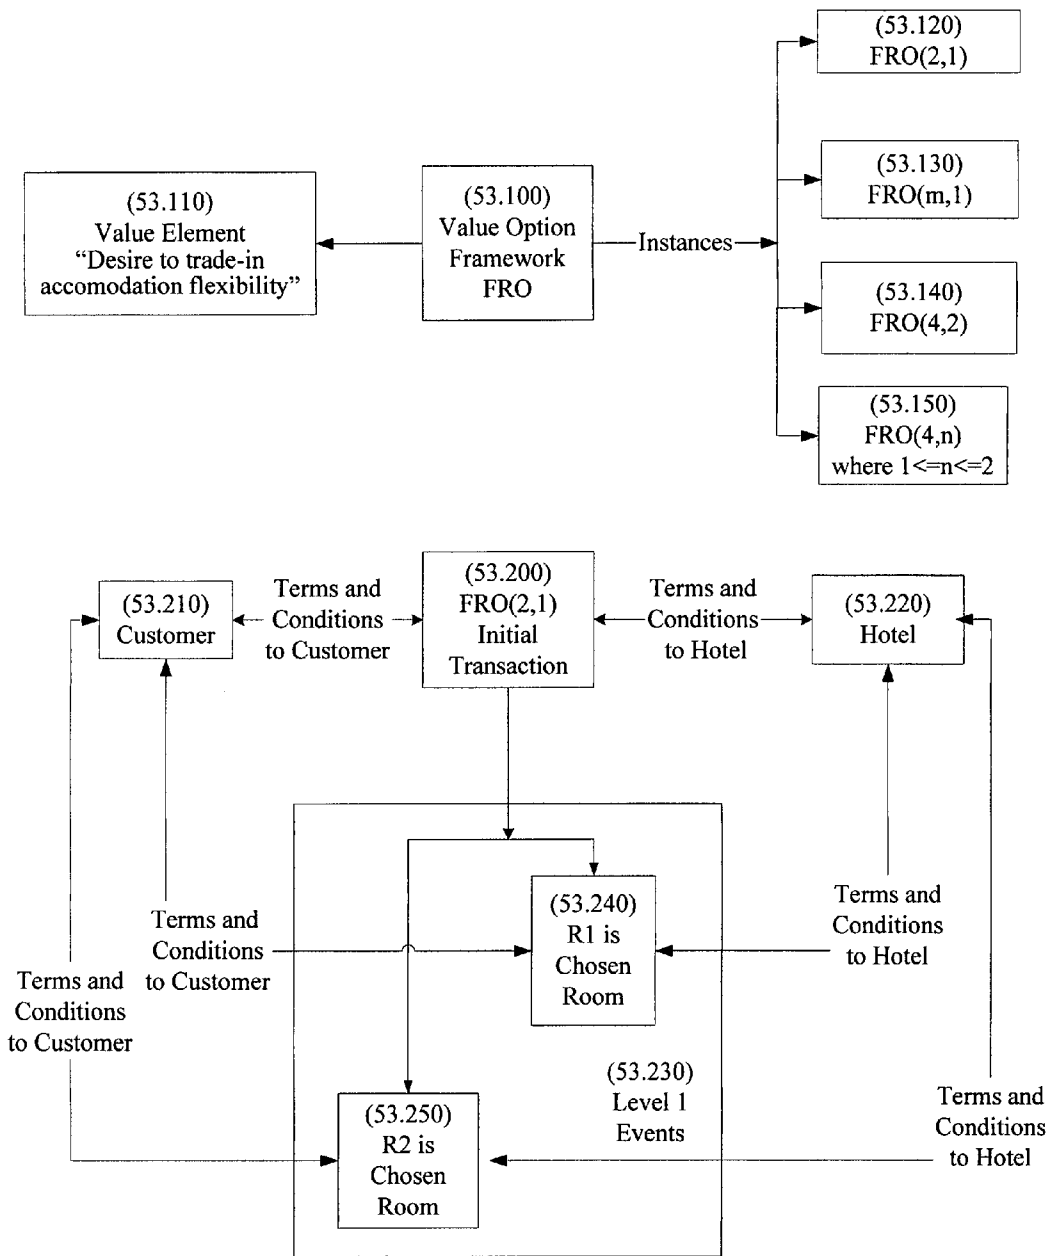 (53.120)
FRO(2,1)
(53.110)
Value Element
“Desire to trade-in
accomodation flexibility”
(53.100)
Value Option
Framework
FRO
Instances
(53.130)
FRO(m,1)
(53.140)
FRO(4,2)
(53.150)
FRO(4,n)
where 1<=n<=2
(53.210)
Customer
Terms and
Conditions
to Customer
(53.200)
FRO(2,1)
Initial
Transaction
Terms and
Conditions
to Hotel
(53.220)
Hotel
Terms and
Conditions
to Customer
Terms and
Conditions
to Customer
(53.240)
R1 is
Chosen
Room
Terms and
Conditions
to Hotel
(53.230)
Level 1
Events
(53.250)
R2 is
Chosen
Room
Terms and
Conditions
to Hotel